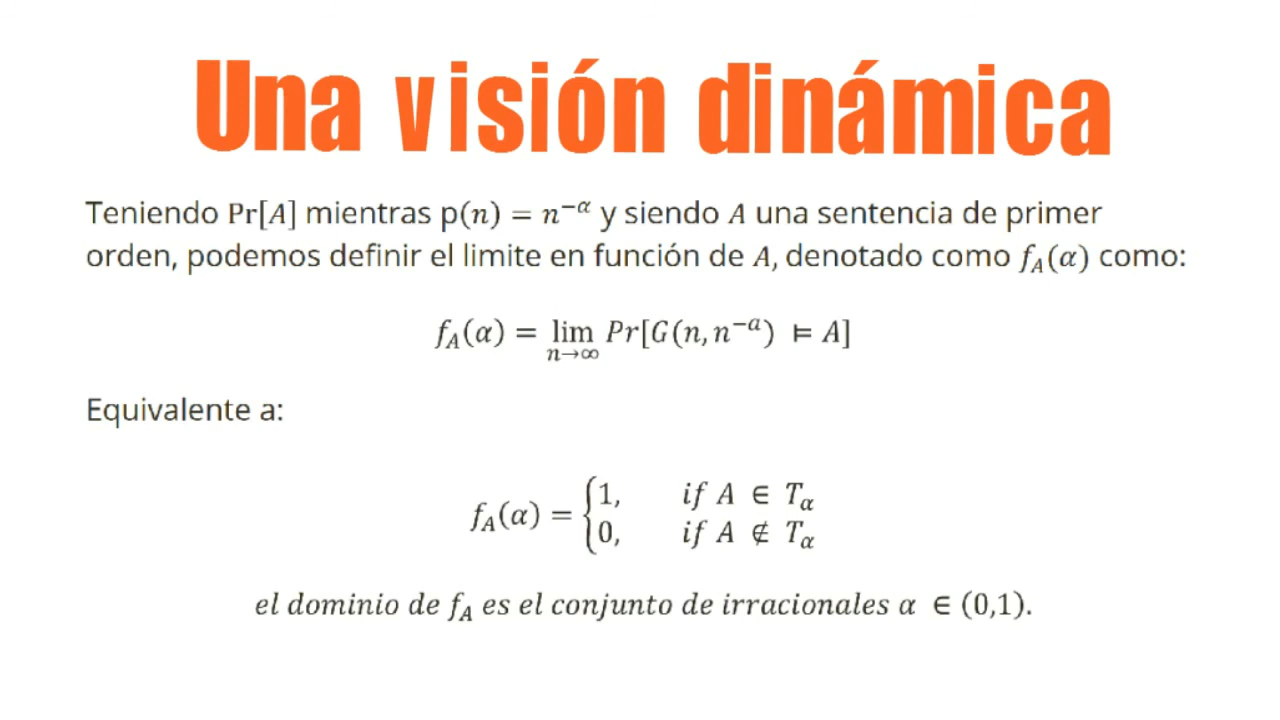 Una visión dinámica
Teniendo Pr[A] mientras p(n) = n^{−α} y siendo A una sentencia de primer
orden, podemos definir el limite en función de A, denotado como f_A(α) como:
f_A(α) = lim_{n→∞} Pr[G(n, n^{−a}) ⊨ A]
Equivalente a:
f_A(α) = {1, if A ∈ T_α
{0, if A ∉ T_α
el dominio de f_A es el conjunto de irracionales α ∈ (0,1).